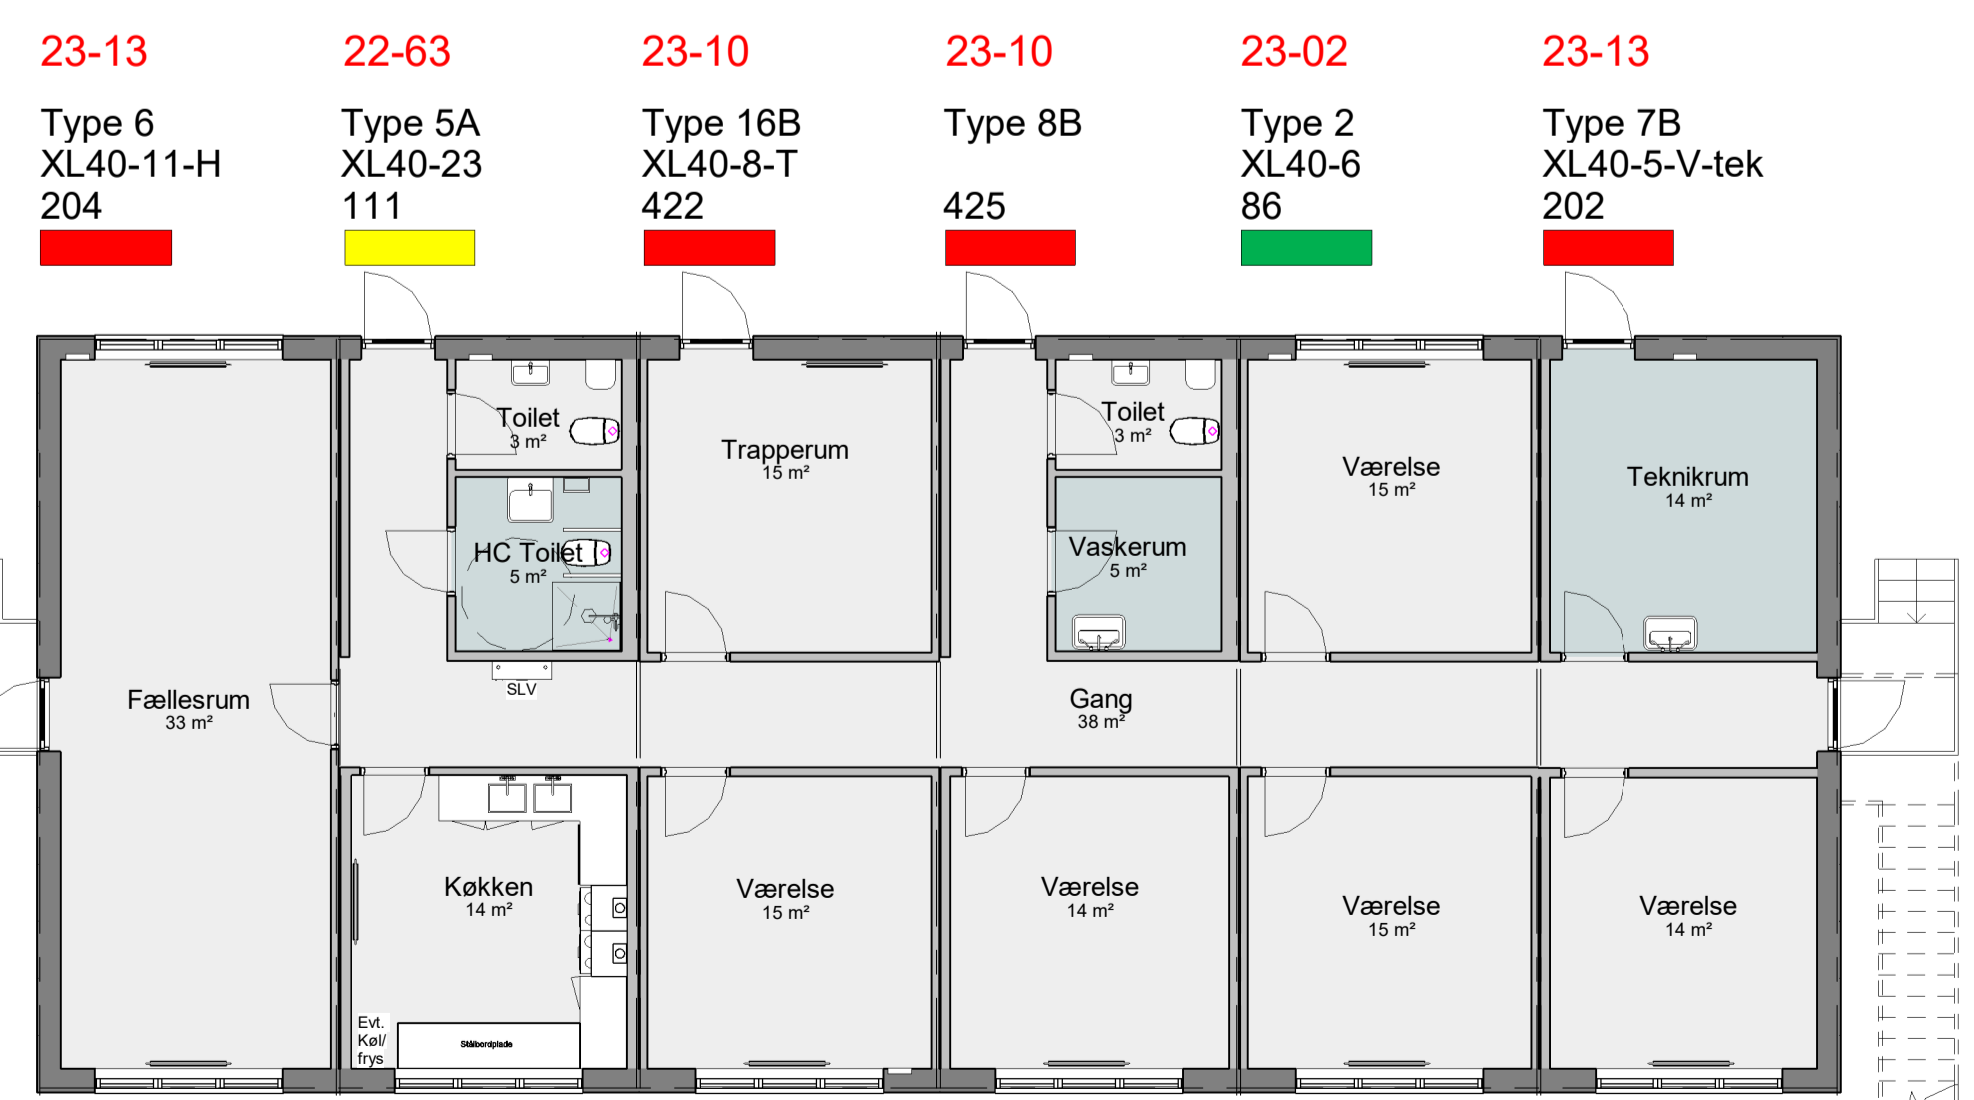 23-13
Type 6
XL40-11-H
204
22-63
Type 5A
XL40-23
111
23-10
Type 16B
XL40-8-T
422
23-10
Type 8B
425
23-02
Type 2
XL40-6
86
23-13
Type 7B
XL40-5-V-tek
202
Toilet
3 m²
HC Toilet
5 m²
SLV
Trapperum
15 m²
Toilet
3 m²
Vaskerum
5 m²
Værelse
15 m²
Teknikrum
14 m²
Fællesrum
33 m²
Gang
38 m²
Køkken
14 m²
Evt.
Køl/
frys
Stålbordplade
Værelse
15 m²
Værelse
14 m²
Værelse
15 m²
Værelse
14 m²